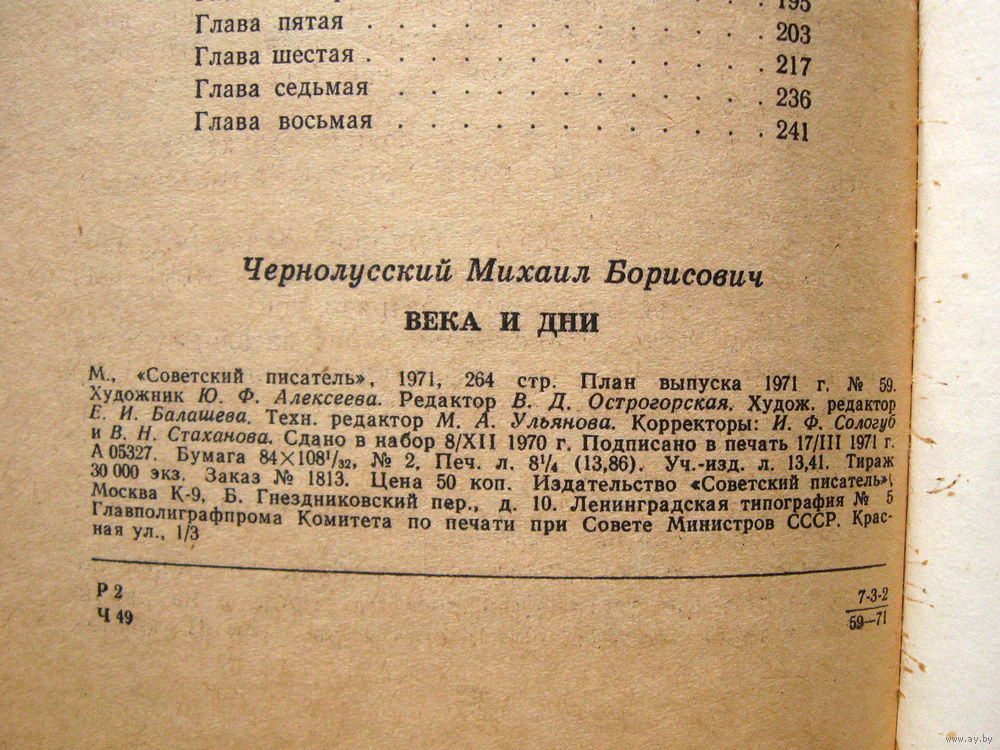 195
Глава пятая . . . . . . . . . . . . . 203
Глава шестая . . . . . . . . . . . . . 217
Глава седьмая . . . . . . . . . . . . 236
Глава восьмая . . . . . . . . . . . . 241
Чернолусский Михаил Борисович
ВЕКА И ДНИ
М., «Советский писатель», 1971, 264 стр. План выпуска 1971 г. № 59.
Художник Ю. Ф. Алексеева. Редактор В. Д. Острогорская. Худож. редактор
Е. И. Балашева. Техн. редактор М. А. Ульянова. Корректоры: И. Ф. Сологуб
и В. Н. Стаханова. Сдано в набор 8/XII 1970 г. Подписано в печать 17/III 1971 г.
А 05327. Бумага 84×108¹/₃₂, № 2. Печ. л. 8¹/₄ (13,86). Уч.-изд. л. 13,41. Тираж
30 000 экз. Заказ № 1813. Цена 50 коп. Издательство «Советский писатель»,
Москва К-9, Б. Гнездниковский пер., д. 10. Ленинградская типография № 5
Главполиграфпрома Комитета по печати при Совете Министров СССР. Крас-
ная ул., 1/3
Р 2
Ч 49
7-3-2
59—71
www.ay.by